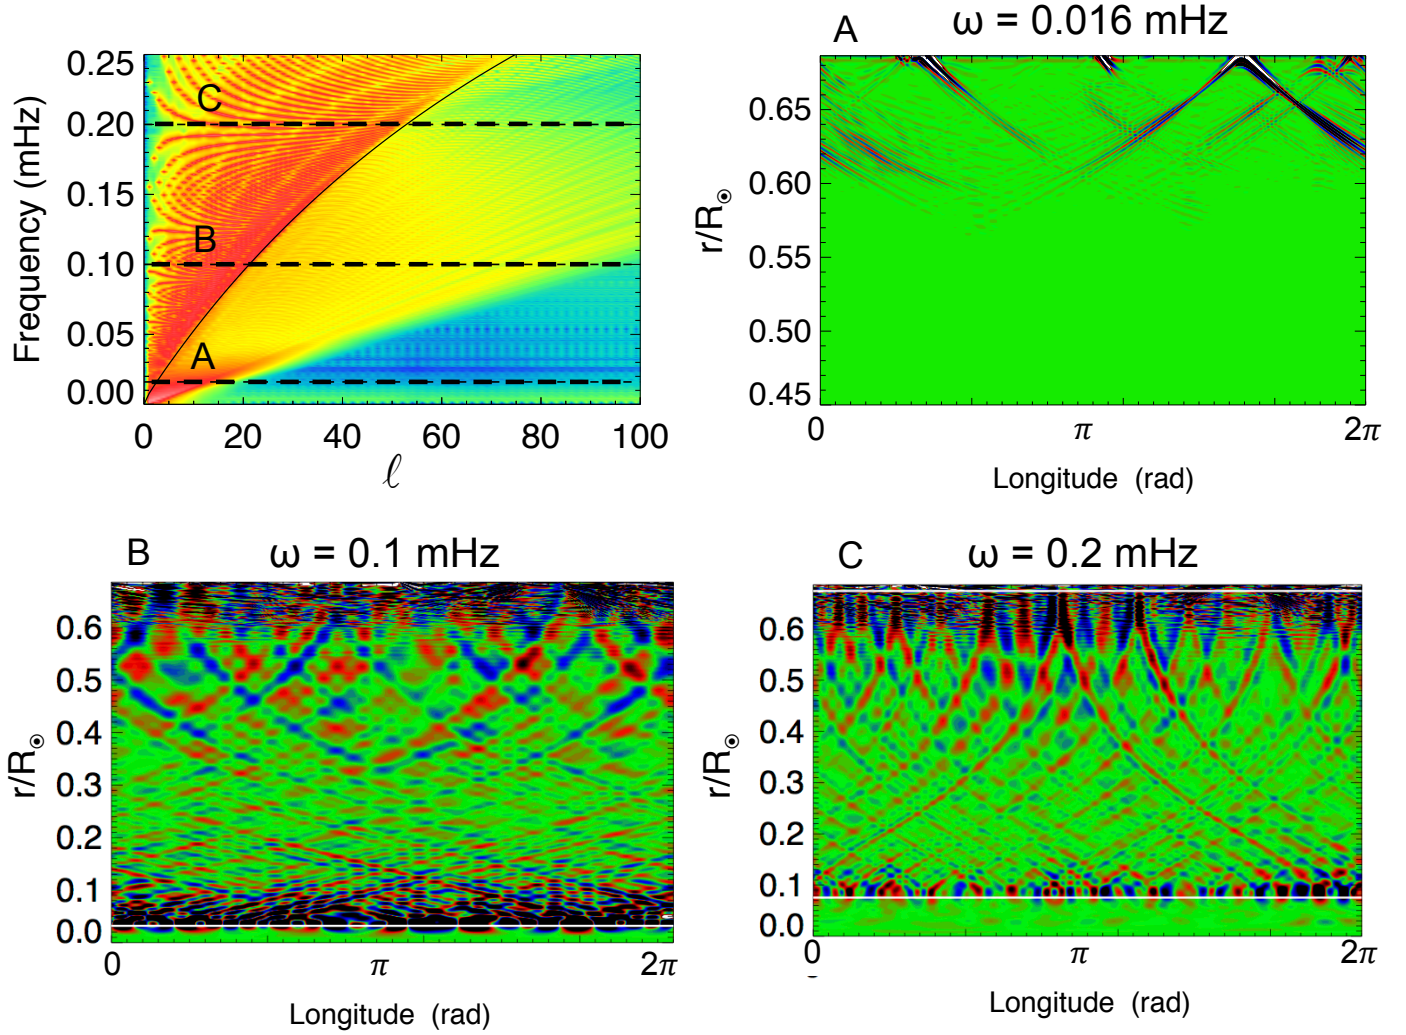 Frequency (mHz)
0.25
0.20
0.15
0.10
0.05
0.00
C
B
A
0 20 40 60 80 100
ℓ
A ω = 0.016 mHz
r/R☉
0.65
0.60
0.55
0.50
0.45
0 π 2π
Longitude (rad)
B ω = 0.1 mHz
r/R☉
0.6
0.5
0.4
0.3
0.2
0.1
0.0
0 π 2π
Longitude (rad)
C ω = 0.2 mHz
r/R☉
0.6
0.5
0.4
0.3
0.2
0.1
0.0
0 π 2π
Longitude (rad)